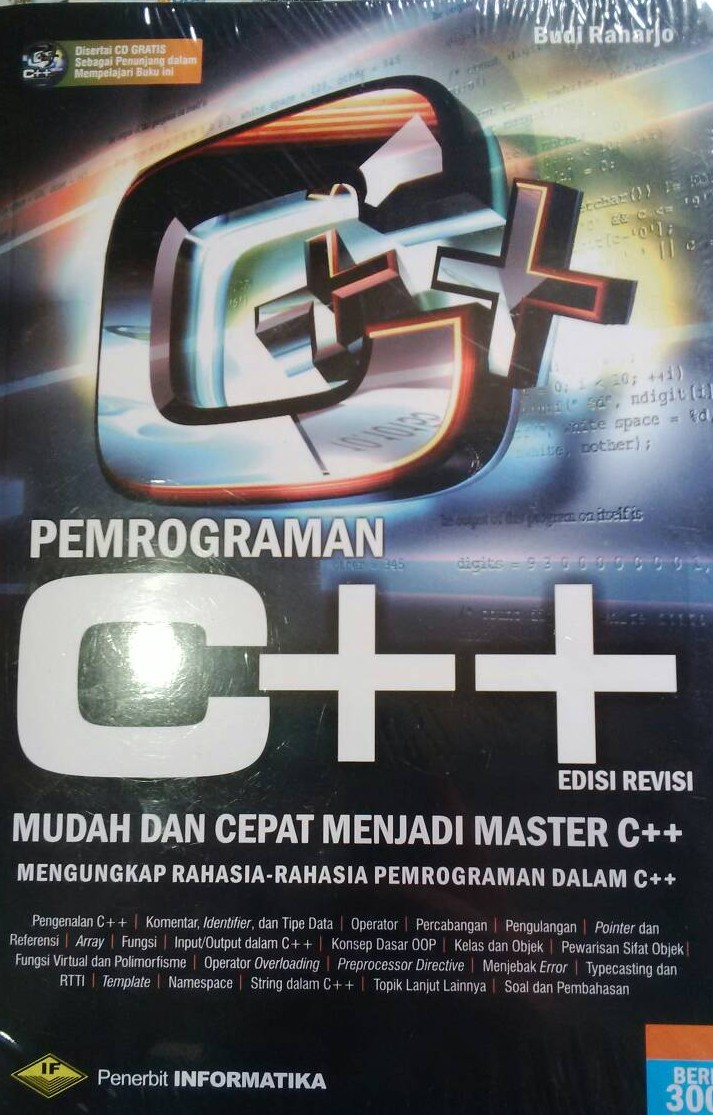 Budi Raharjo
Disertai CD GRATIS
Sebagai Penunjang dalam
Mempelajari Buku ini
C++
PEMROGRAMAN
C++
EDISI REVISI
MUDAH DAN CEPAT MENJADI MASTER C++
MENGUNGKAP RAHASIA-RAHASIA PEMROGRAMAN DALAM C++
Pengenalan C++ | Komentar, Identifier, dan Tipe Data | Operator | Percabangan | Pengulangan | Pointer dan
Referensi | Array | Fungsi | Input/Output dalam C++ | Konsep Dasar OOP | Kelas dan Objek | Pewarisan Sifat Objek |
Fungsi Virtual dan Polimorfisme | Operator Overloading | Preprocessor Directive | Menjebak Error | Typecasting dan
RTTI | Template | Namespace | String dalam C++ | Topik Lanjut Lainnya | Soal dan Pembahasan
IF Penerbit INFORMATIKA